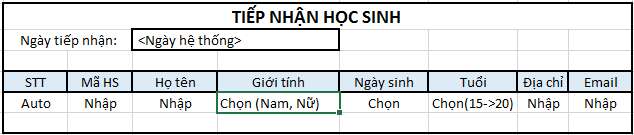 TIẾP NHẬN HỌC SINH
Ngày tiếp nhận: <Ngày hệ thống>
STT Mã HS Họ tên Giới tính Ngày sinh Tuổi Địa chỉ Email
Auto Nhập Nhập Chọn (Nam, Nữ) Chọn Chọn(15->20) Nhập Nhập